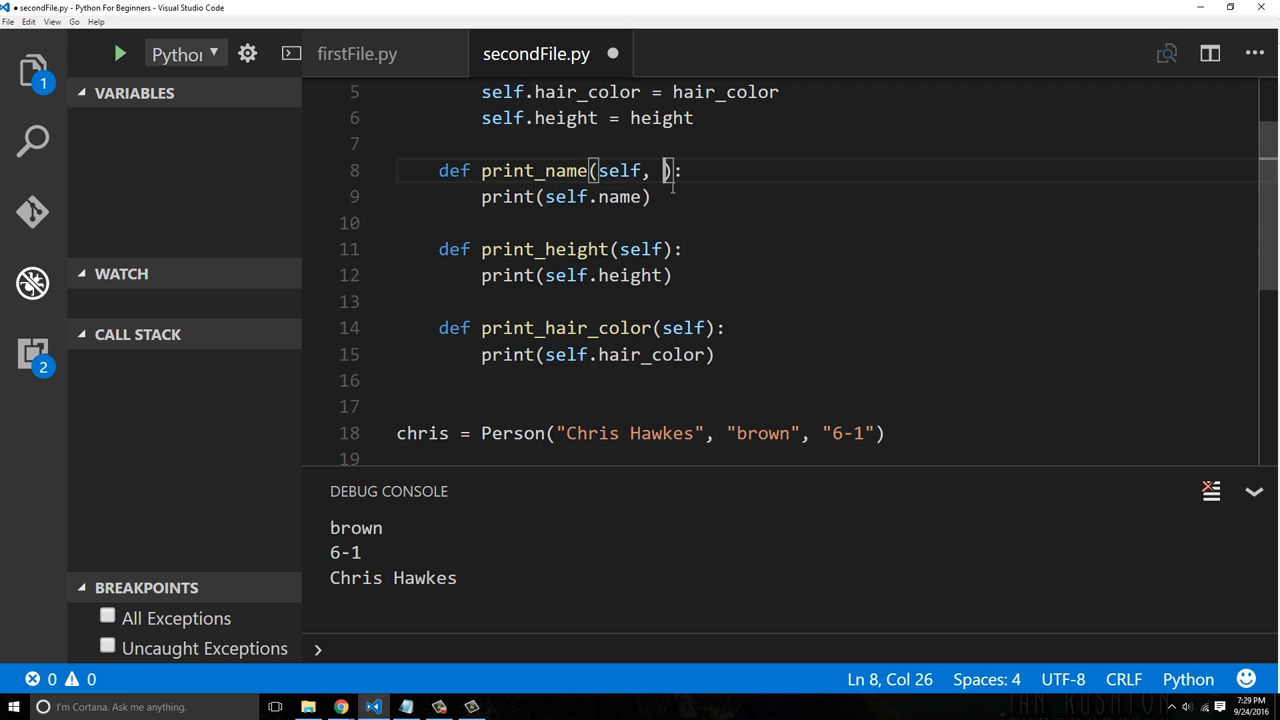 ● secondFile.py - Python For Beginners - Visual Studio Code
File Edit View Go Help
Python
firstFile.py
secondFile.py
1
2
VARIABLES
WATCH
CALL STACK
BREAKPOINTS
All Exceptions
Uncaught Exceptions
5 self.hair_color = hair_color
6 self.height = height
7
8 def print_name(self, ):
9 print(self.name)
10
11 def print_height(self):
12 print(self.height)
13
14 def print_hair_color(self):
15 print(self.hair_color)
16
17
18 chris = Person("Chris Hawkes", "brown", "6-1")
19
DEBUG CONSOLE
brown
6-1
Chris Hawkes
0 0
Ln 8, Col 26 Spaces: 4 UTF-8 CRLF Python
I'm Cortana. Ask me anything.
7:29 PM
9/24/2016